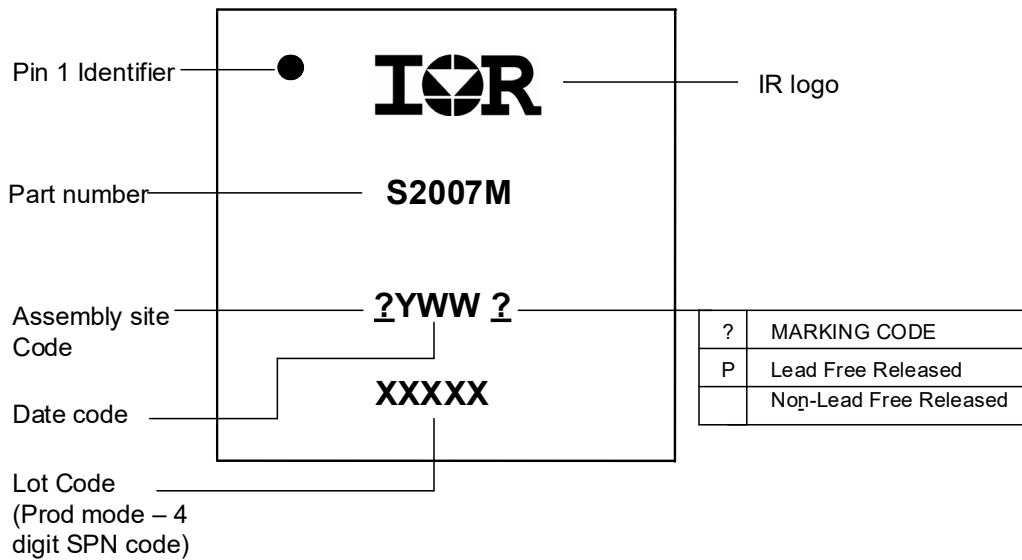 Pin 1 Identifier
IOR
IR logo
Part number
S2007M
Assembly site
Code
?YWW ?
? MARKING CODE
P Lead Free Released
Non-Lead Free Released
Date code
XXXXX
Lot Code
(Prod mode – 4
digit SPN code)